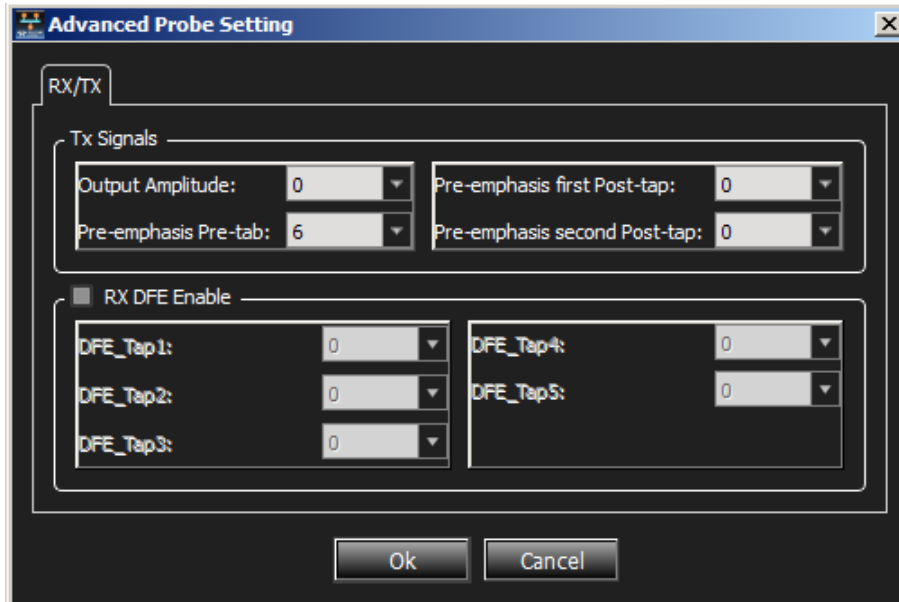 Advanced Probe Setting
RX/TX
Tx Signals
Output Amplitude: 0
Pre-emphasis first Post-tap: 0
Pre-emphasis Pre-tab: 6
Pre-emphasis second Post-tap: 0
RX DFE Enable
DFE_Tap1: 0
DFE_Tap4: 0
DFE_Tap2: 0
DFE_Tap5: 0
DFE_Tap3: 0
Ok
Cancel